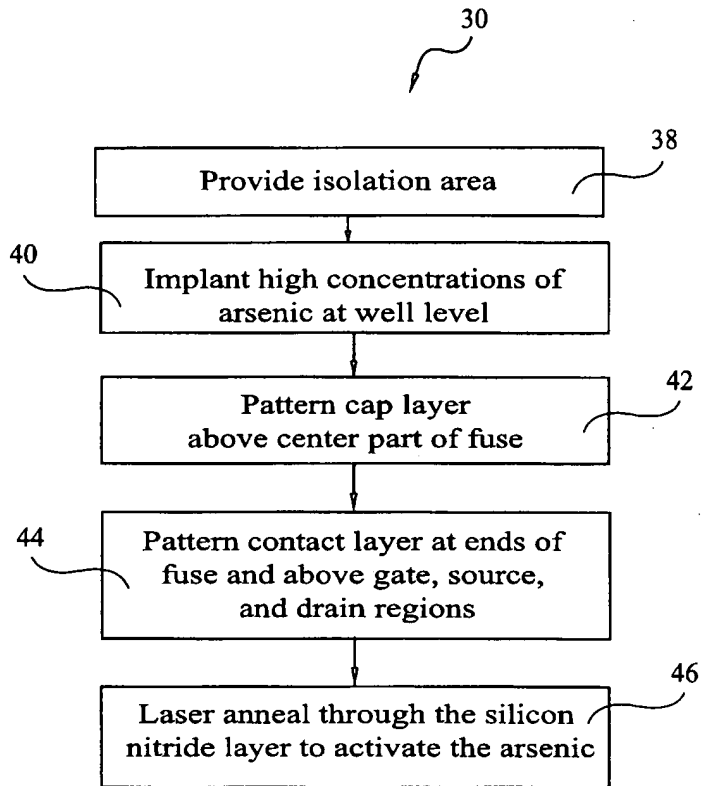 30
38
Provide isolation area
40
Implant high concentrations of
arsenic at well level
42
Pattern cap layer
above center part of fuse
44
Pattern contact layer at ends of
fuse and above gate, source,
and drain regions
46
Laser anneal through the silicon
nitride layer to activate the arsenic